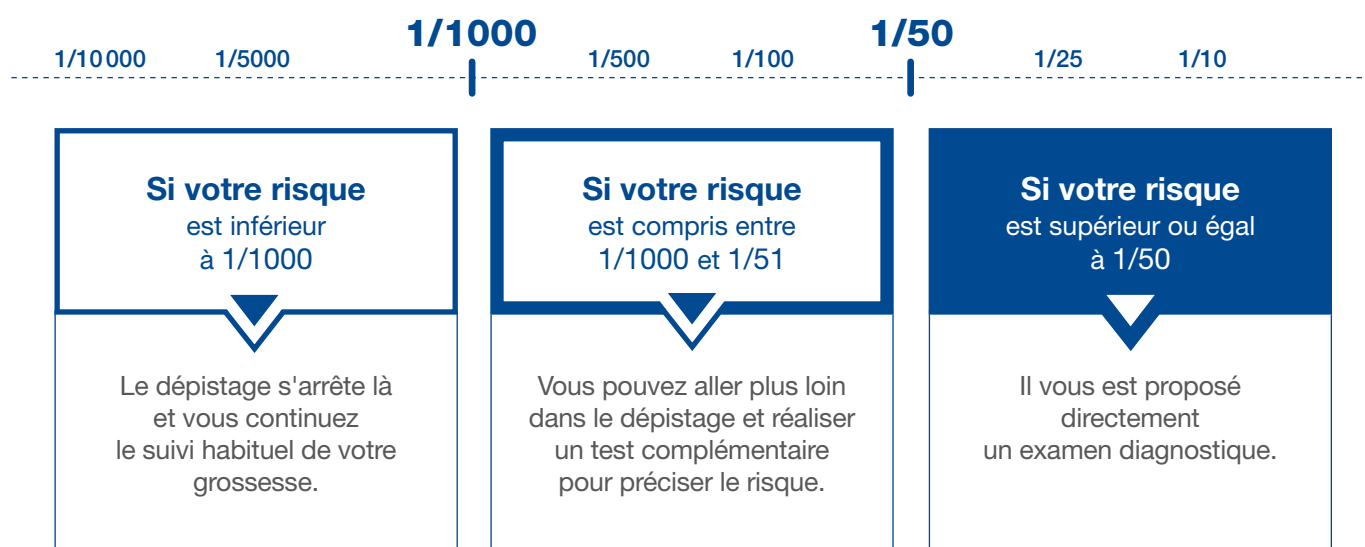 1/10 000 1/5000 1/1000 1/500 1/100 1/50 1/25 1/10
Si votre risque
est inférieur
à 1/1000
Le dépistage s'arrête là
et vous continuez
le suivi habituel de votre
grossesse.
Si votre risque
est compris entre
1/1000 et 1/51
Vous pouvez aller plus loin
dans le dépistage et réaliser
un test complémentaire
pour préciser le risque.
Si votre risque
est supérieur ou égal
à 1/50
Il vous est proposé
directement
un examen diagnostique.